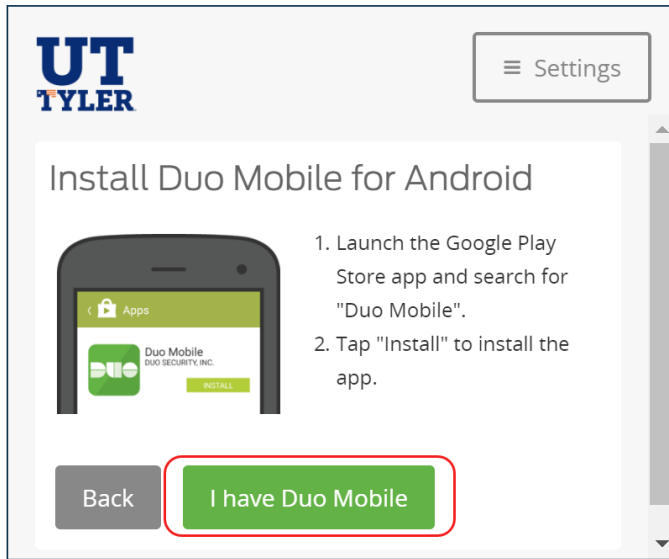 UT
TYLER
≡ Settings
Install Duo Mobile for Android
1. Launch the Google Play
Store app and search for
"Duo Mobile".
2. Tap "Install" to install the
app.
Apps
Duo Mobile
DUO SECURITY, INC.
DUO
INSTALL
Back
I have Duo Mobile